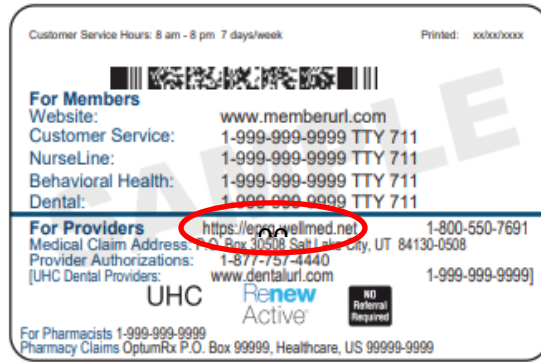 Customer Service Hours: 8 am - 8 pm 7 days/week Printed: xx/xx/xxxx
For Members
Website: www.memberurl.com
Customer Service: 1-999-999-9999 TTY 711
NurseLine: 1-999-999-9999 TTY 711
Behavioral Health: 1-999-999-9999 TTY 711
Dental: 1-999-999-9999 TTY 711
For Providers 1-800-550-7691
Medical Claim Address: P.O. Box 30508 Salt Lake City, UT 84130-0508
Provider Authorizations: 1-877-757-4440
[UHC Dental Providers: www.dentalurl.com 1-999-999-9999]
UHC Renew Active NO Referral Required
For Pharmacists 1-999-999-9999
Pharmacy Claims OptumRx P.O. Box 99999, Healthcare, US 99999-9999